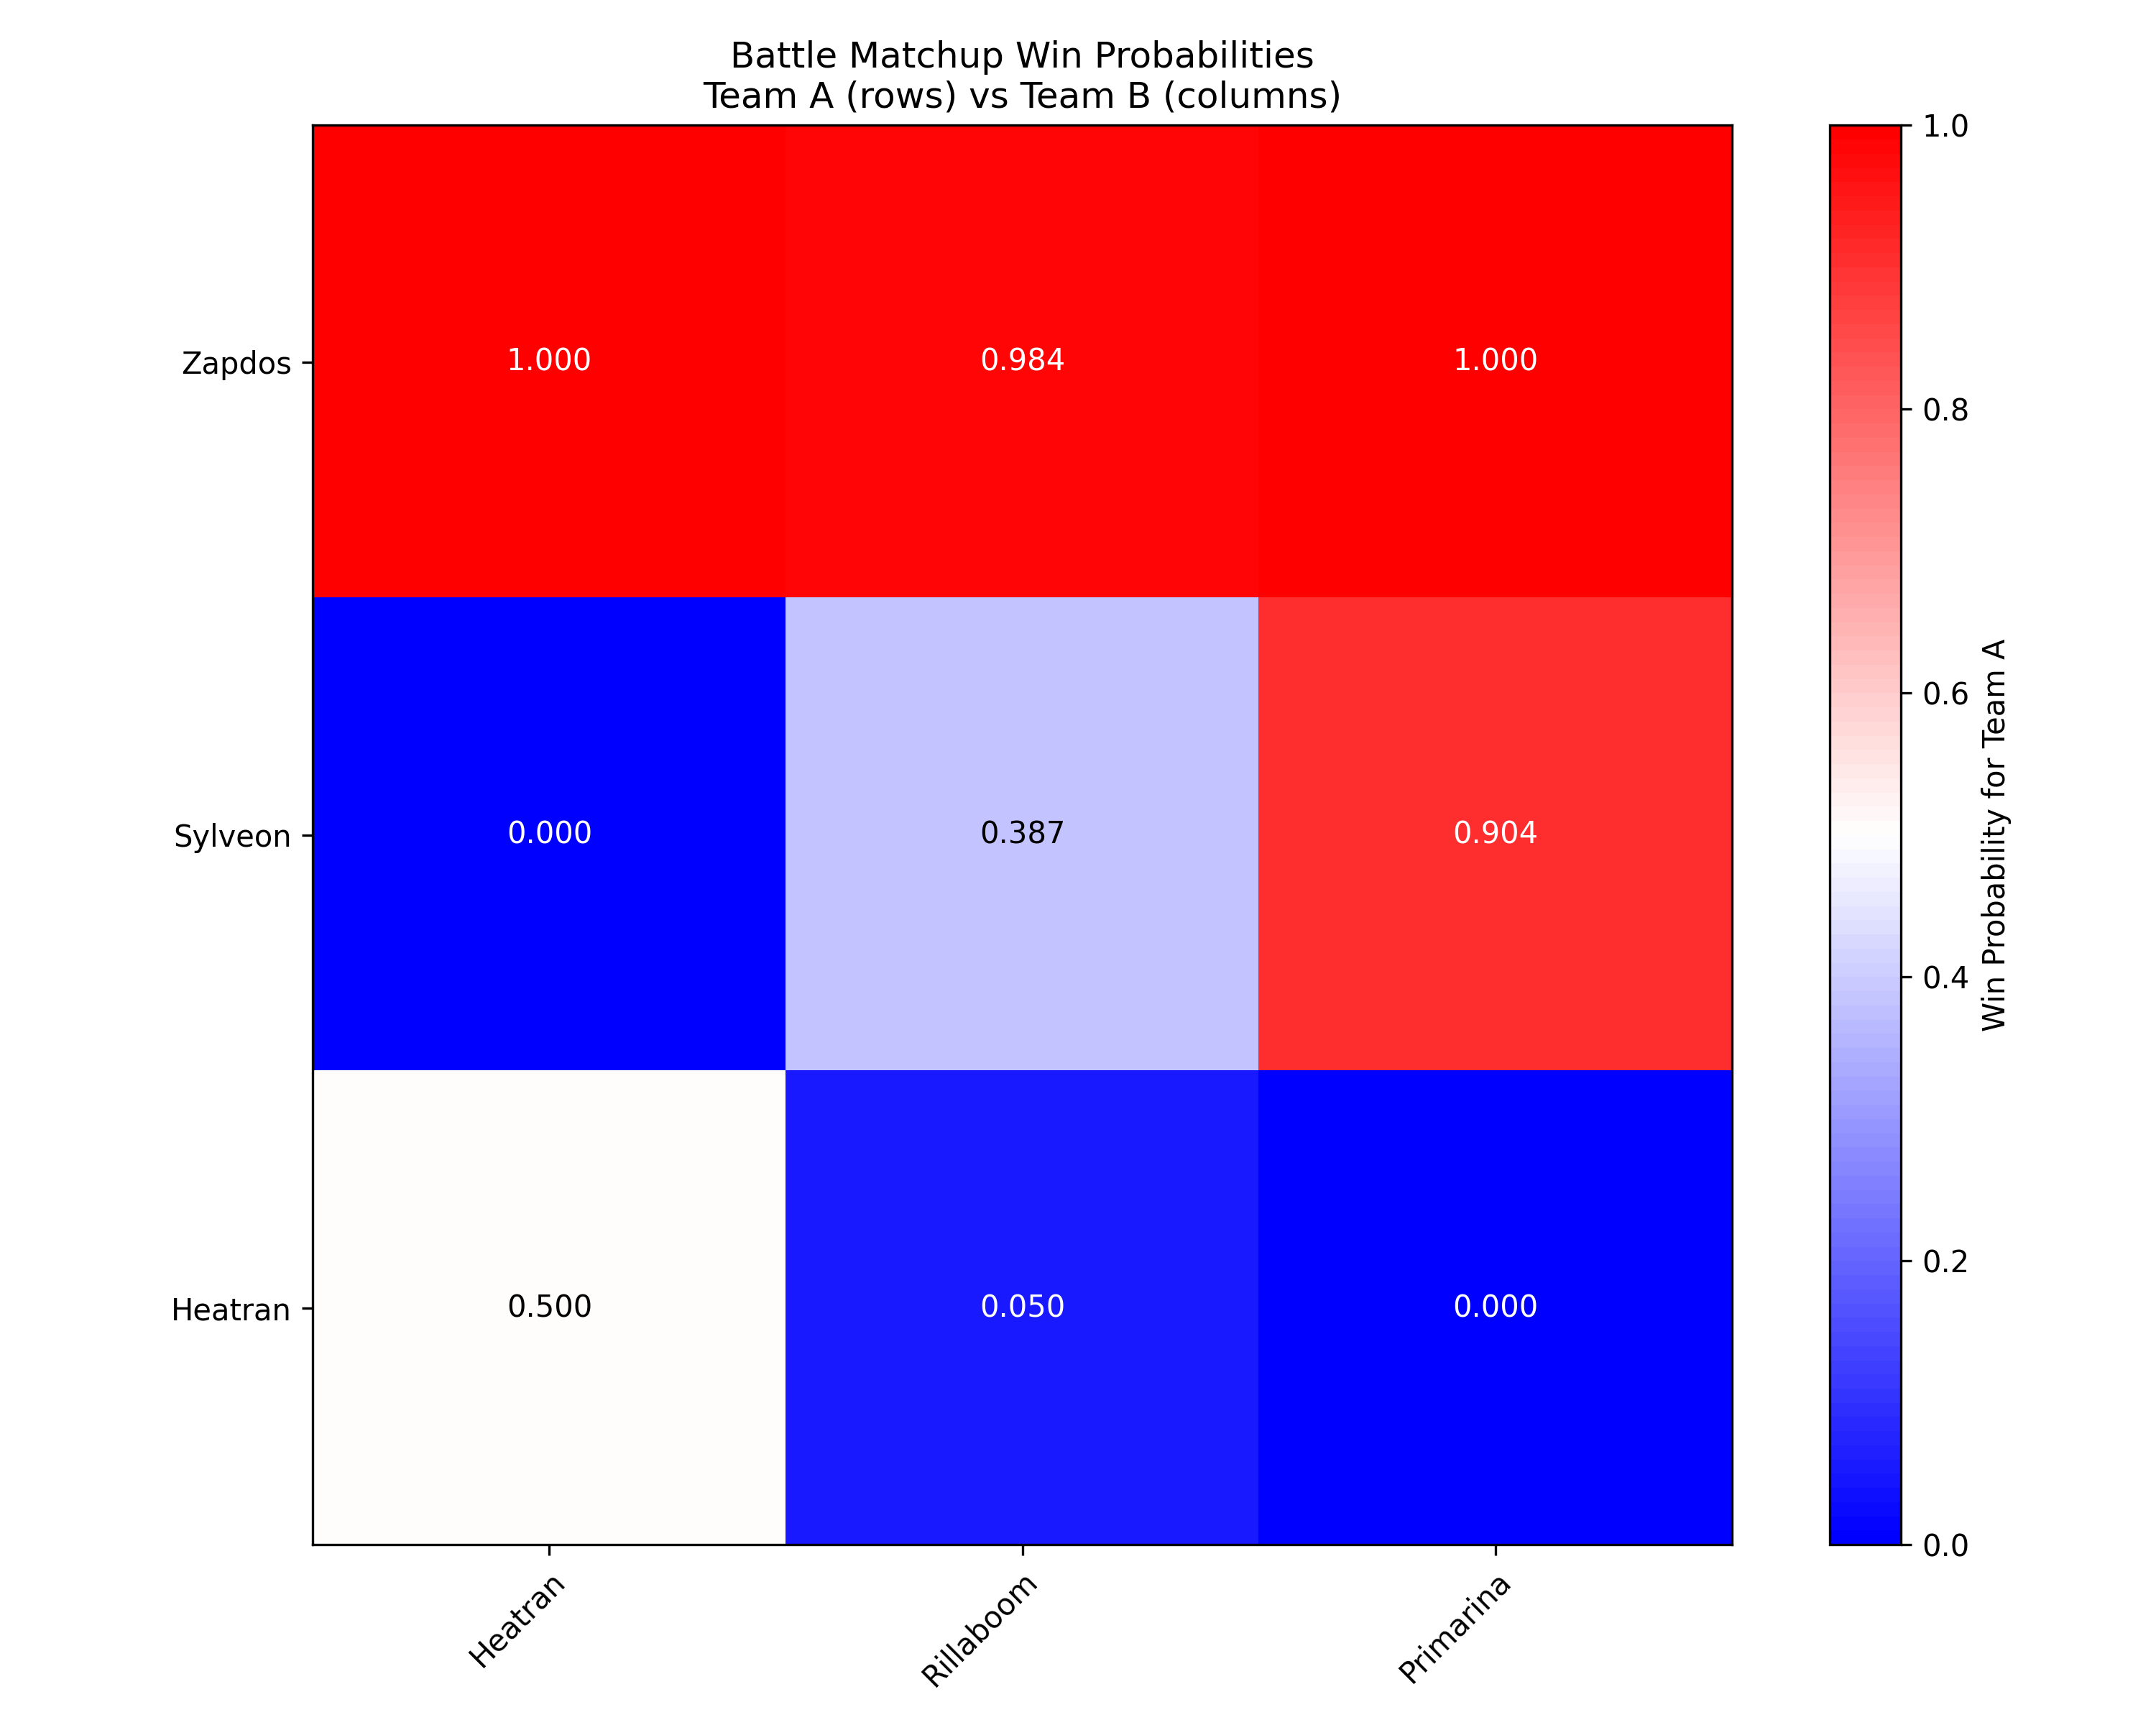 Battle Matchup Win Probabilities
Team A (rows) vs Team B (columns)
Zapdos
1.000
0.984
1.000
Sylveon
0.000
0.387
0.904
Heatran
0.500
0.050
0.000
Heatran
Rillaboom
Primarina
1.0
0.8
0.6
0.4
0.2
0.0
Win Probability for Team A